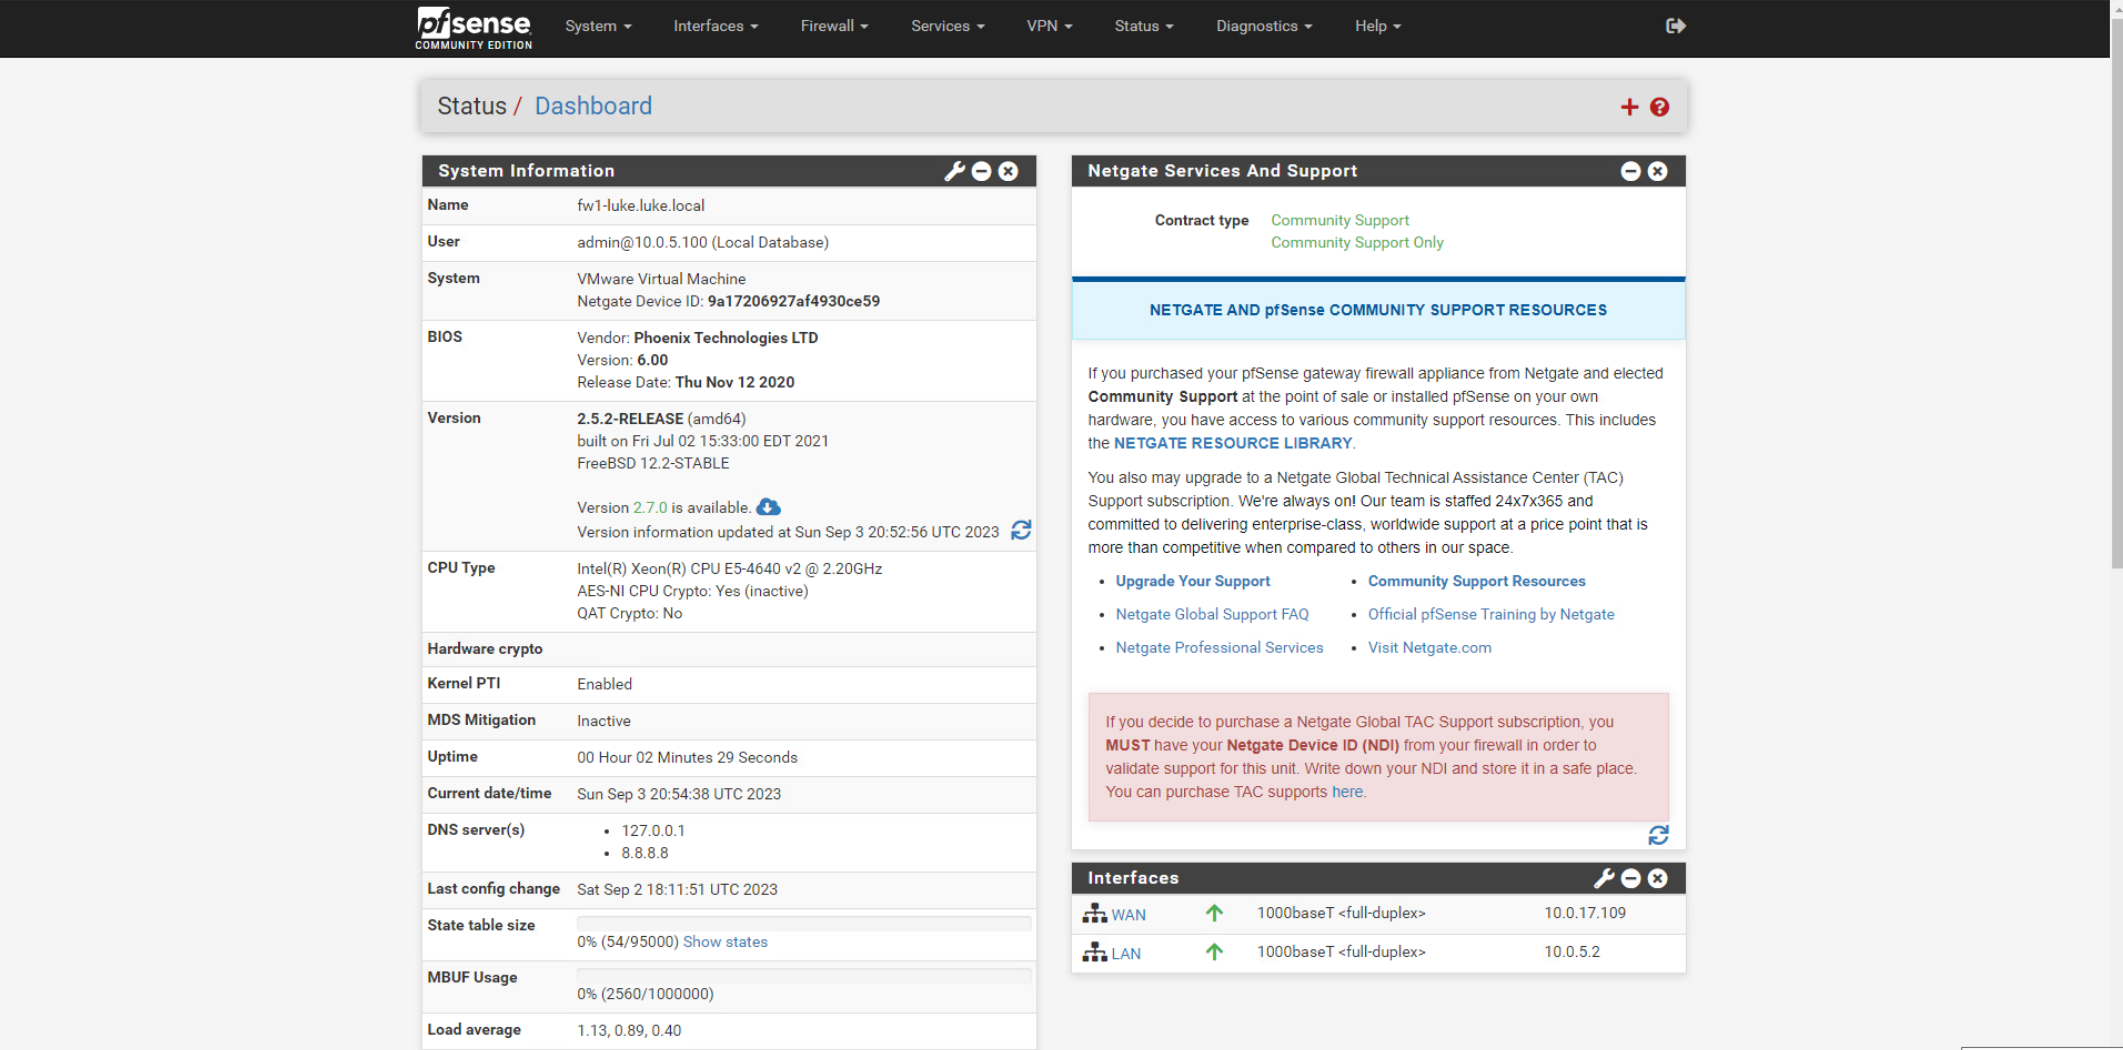 pfsense
COMMUNITY EDITION
System
Interfaces
Firewall
Services
VPN
Status
Diagnostics
Help
Status / Dashboard
System Information
Name fw1-luke.luke.local
User admin@10.0.5.100 (Local Database)
System VMware Virtual Machine
Netgate Device ID: 9a17206927af4930ce59
BIOS Vendor: Phoenix Technologies LTD
Version: 6.00
Release Date: Thu Nov 12 2020
Version 2.5.2-RELEASE (amd64)
built on Fri Jul 02 15:33:00 EDT 2021
FreeBSD 12.2-STABLE
Version 2.7.0 is available.
Version information updated at Sun Sep 3 20:52:56 UTC 2023
CPU Type Intel(R) Xeon(R) CPU E5-4640 v2 @ 2.20GHz
AES-NI CPU Crypto: Yes (inactive)
QAT Crypto: No
Hardware crypto
Kernel PTI Enabled
MDS Mitigation Inactive
Uptime 00 Hour 02 Minutes 29 Seconds
Current date/time Sun Sep 3 20:54:38 UTC 2023
DNS server(s) • 127.0.0.1
• 8.8.8.8
Last config change Sat Sep 2 18:11:51 UTC 2023
State table size
0% (54/95000) Show states
MBUF Usage
0% (2560/1000000)
Load average 1.13, 0.89, 0.40
Netgate Services And Support
Contract type Community Support
Community Support Only
NETGATE AND pfSense COMMUNITY SUPPORT RESOURCES
If you purchased your pfSense gateway firewall appliance from Netgate and elected
Community Support at the point of sale or installed pfSense on your own
hardware, you have access to various community support resources. This includes
the NETGATE RESOURCE LIBRARY.
You also may upgrade to a Netgate Global Technical Assistance Center (TAC)
Support subscription. We're always on! Our team is staffed 24x7x365 and
committed to delivering enterprise-class, worldwide support at a price point that is
more than competitive when compared to others in our space.
• Upgrade Your Support • Community Support Resources
• Netgate Global Support FAQ • Official pfSense Training by Netgate
• Netgate Professional Services • Visit Netgate.com
If you decide to purchase a Netgate Global TAC Support subscription, you
MUST have your Netgate Device ID (NDI) from your firewall in order to
validate support for this unit. Write down your NDI and store it in a safe place.
You can purchase TAC supports here.
Interfaces
WAN 1000baseT <full-duplex> 10.0.17.109
LAN 1000baseT <full-duplex> 10.0.5.2